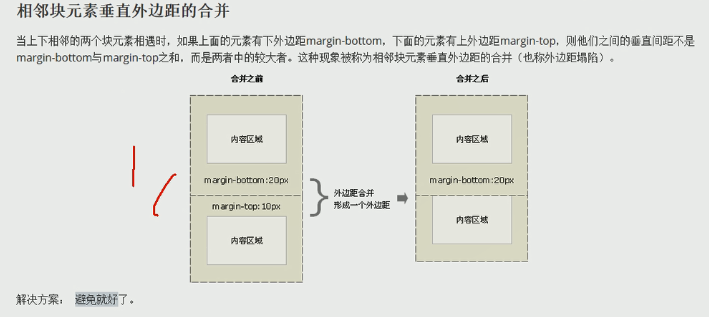 相邻块元素垂直外边距的合并
当上下相邻的两个块元素相遇时，如果上面的元素有下外边距margin-bottom，下面的元素有上外边距margin-top，则他们之间的垂直间距不是
margin-bottom与margin-top之和，而是两者中的较大者。这种现象被称为相邻块元素垂直外边距的合并（也称外边距塌陷）。
合并之前
合并之后
内容区域
内容区域
margin-bottom:20px
margin-bottom:20px
外边距合并
形成一个外边距
margin-top:10px
内容区域
内容区域
解决方案： 避免就好了。